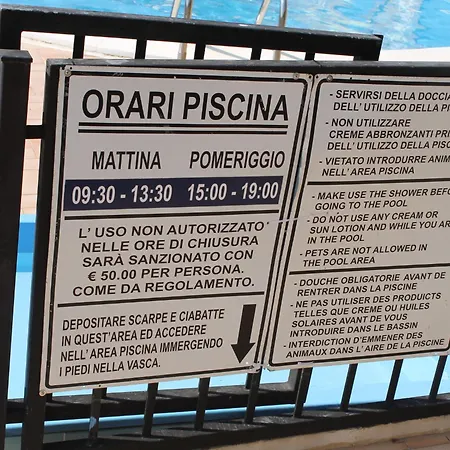 ORARI PISCINA
MATTINA POMERIGGIO
09:30 - 13:30 15:00 - 19:00
L' USO NON AUTORIZZATO
NELLE ORE DI CHIUSURA
SARÀ SANZIONATO CON
€ 50.00 PER PERSONA.
COME DA REGOLAMENTO.
DEPOSITARE SCARPE E CIABATTE
IN QUEST'AREA ED ACCEDERE
NELL'AREA PISCINA IMMERGENDO
I PIEDI NELLA VASCA.
- SERVIRSI DELLA DOCCIA
DELL' UTILIZZO DELLA
- NON UTILIZZARE
CREME ABBRONZANTI
DELL' UTILIZZO DELLA
- VIETATO INTRODURRE
NELL' AREA PISCINA
- MAKE USE THE SHOWER
GOING TO THE POOL
- DO NOT USE ANY CREAM OR
SUN LOTION AND WHILE YOU ARE
IN THE POOL
- PETS ARE NOT ALLOWED IN
THE POOL AREA
- DOUCHE OBLIGATORIE AVANT DE
RENTRER DANS LA PISCINE
- NE PAS UTILISER DES PRODUCTS
TELLES QUE CREME OU HUILES
SOLAIRES AVANT DE VOUS
INTRODUIRE DANS LE BASSIN
- INTERDICTION D'EMMENER DES
ANIMAUX DANS L' AIRE DE LA PISCINE